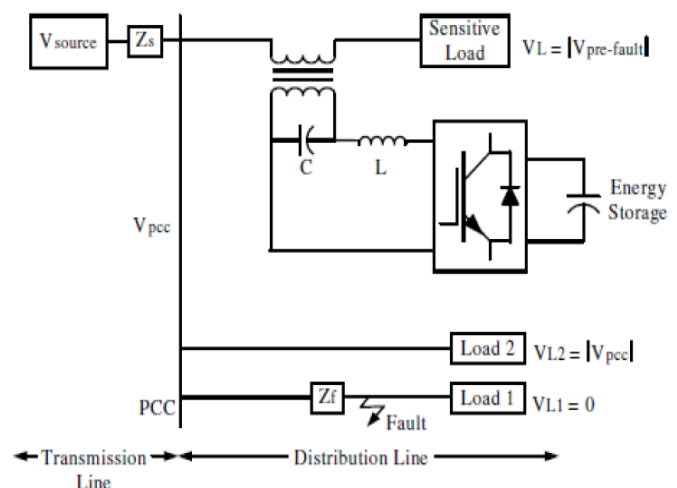 Vsource
Zs
Sensitive
Load
VL = |Vpre-fault|
C
L
Energy
Storage
Vpcc
Load 2
VL2 = |Vpcc|
PCC
Zf
Load 1
VL1 = 0
Fault
Transmission
Line
Distribution Line